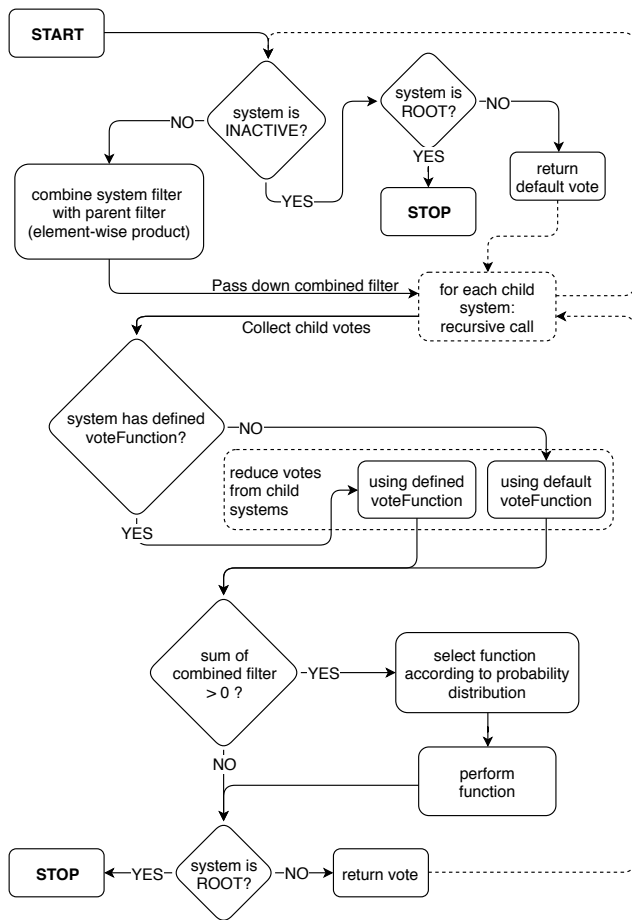 START
system is
INACTIVE?
NO
YES
system is
ROOT?
NO
YES
STOP
return
default vote
combine system filter
with parent filter
(element-wise product)
Pass down combined filter
for each child
system:
recursive call
Collect child votes
system has defined
voteFunction?
NO
YES
reduce votes
from child
systems
using defined
voteFunction
using default
voteFunction
sum of
combined filter
> 0 ?
YES
NO
select function
according to probability
distribution
perform
function
system is
ROOT?
YES
STOP
NO
return vote